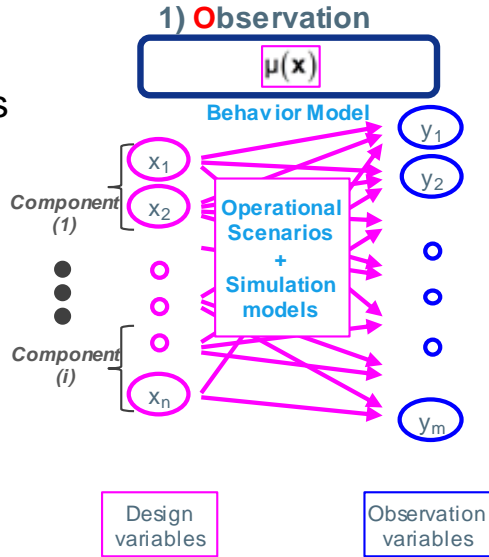 1) Observation
μ(x)
s
Behavior Model
x1
y1
x2
y2
Component
(1)
Operational
Scenarios
+
Simulation
models
Component
(i)
xn
ym
Design
variables
Observation
variables